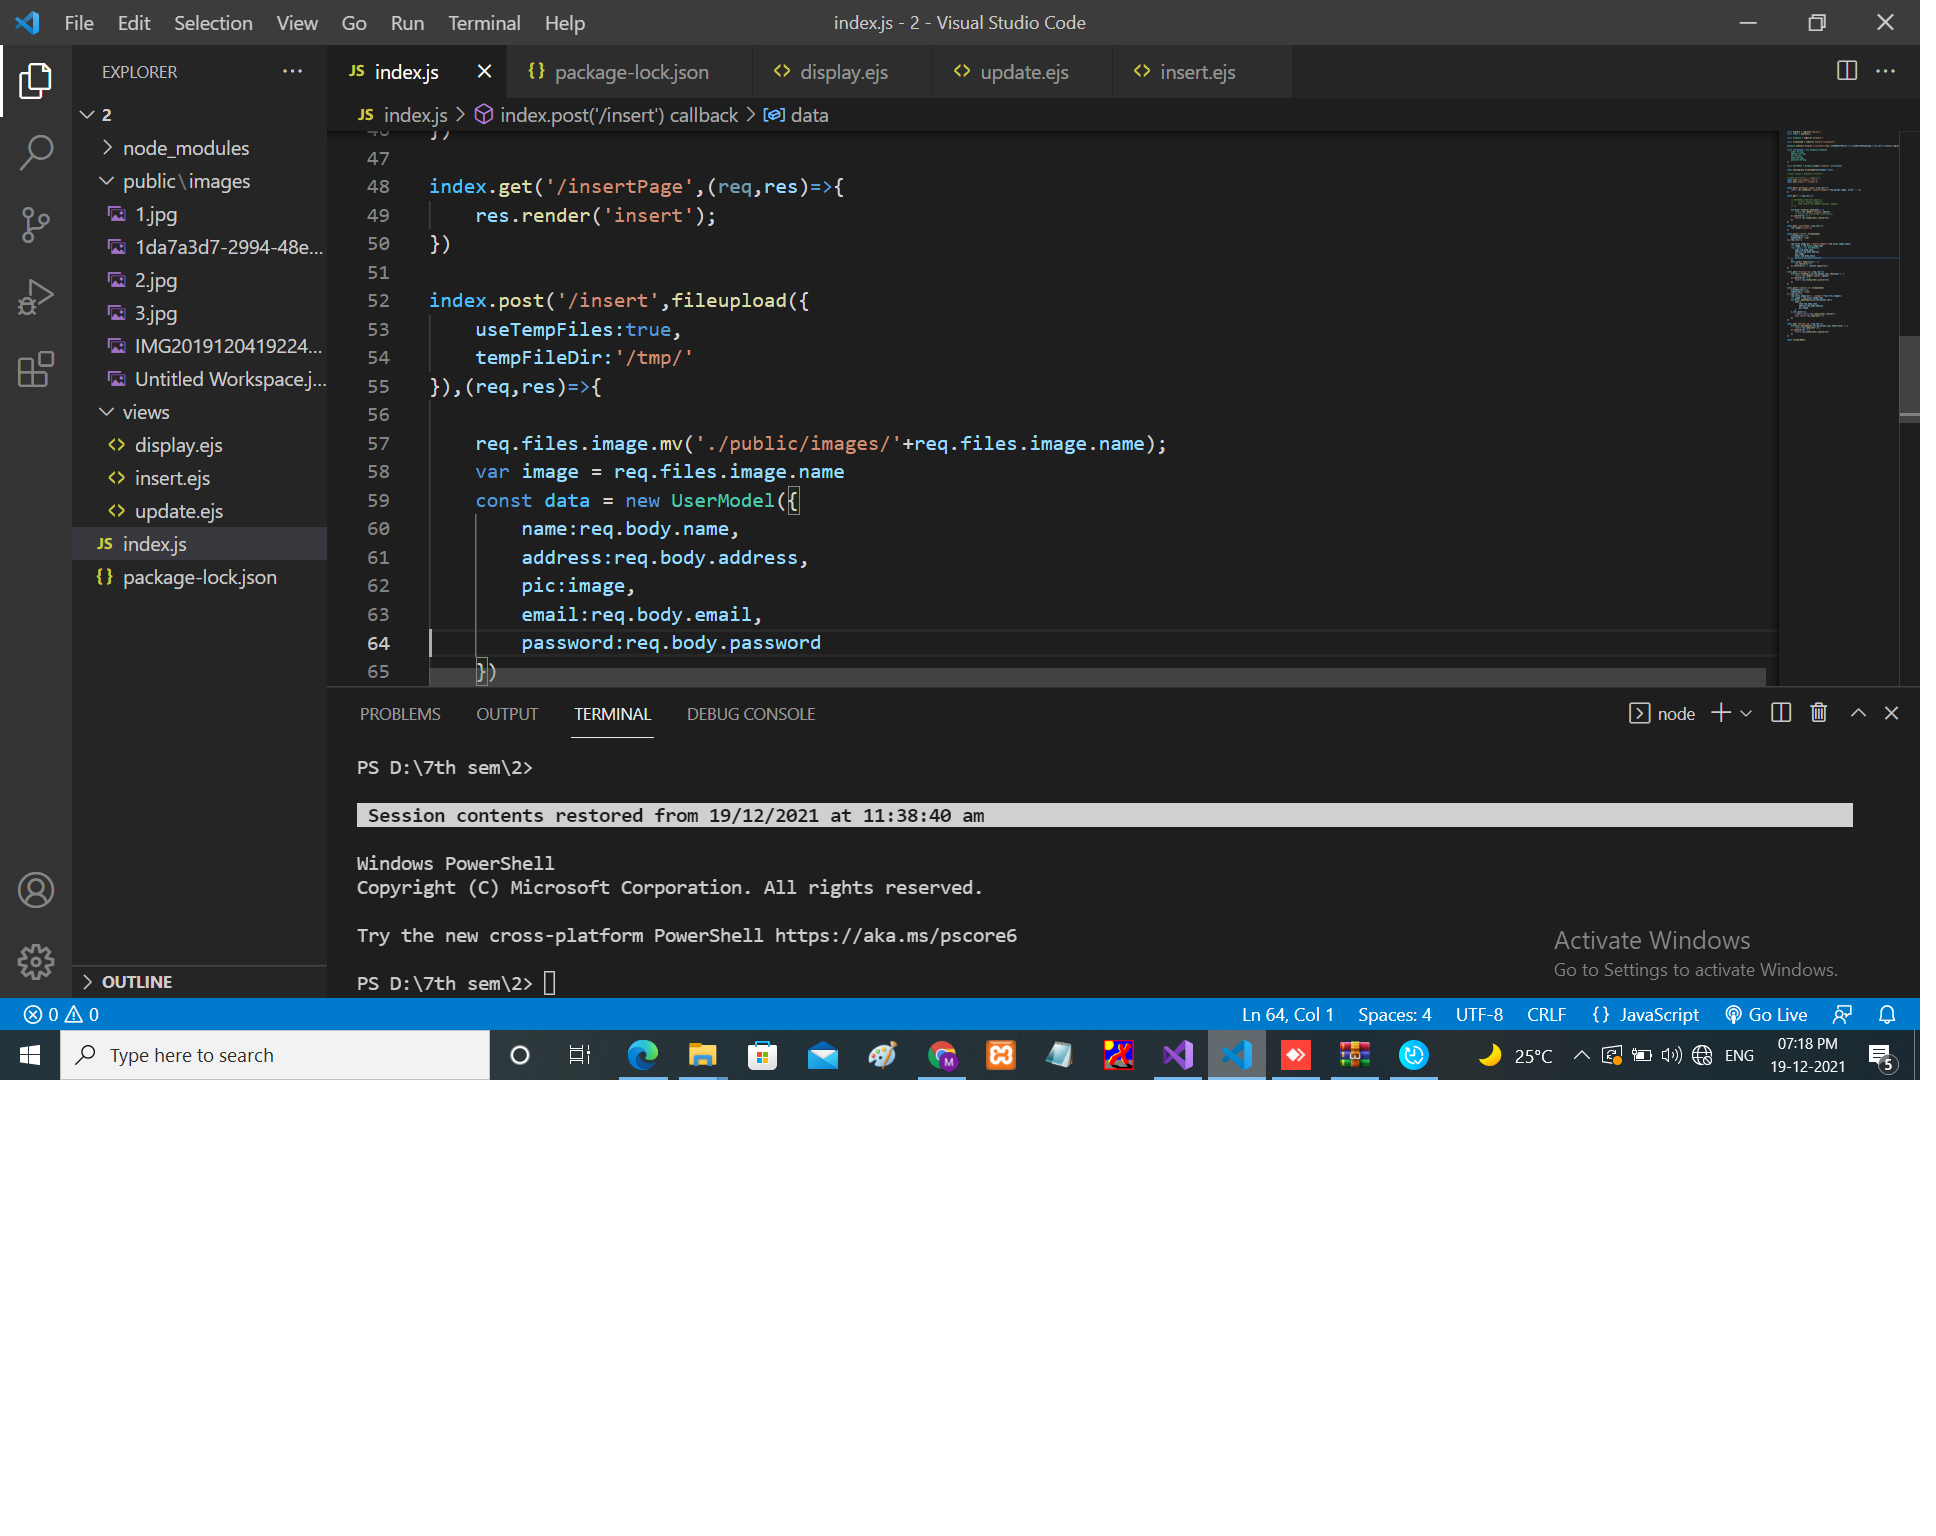 File Edit Selection View Go Run Terminal Help
index.js - 2 - Visual Studio Code
EXPLORER
2
node_modules
public\images
1.jpg
1da7a3d7-2994-48e...
2.jpg
3.jpg
IMG2019120419224...
Untitled Workspace.j...
views
display.ejs
insert.ejs
update.ejs
JS index.js
{} package-lock.json
OUTLINE
JS index.js
{} package-lock.json
<> display.ejs
<> update.ejs
<> insert.ejs
JS index.js > index.post('/insert') callback > data
46 })
47
48 index.get('/insertPage',(req,res)=>{
49 res.render('insert');
50 })
51
52 index.post('/insert',fileupload({
53 useTempFiles:true,
54 tempFileDir:'/tmp/'
55 }),(req,res)=>{
56
57 req.files.image.mv('./public/images/'+req.files.image.name);
58 var image = req.files.image.name
59 const data = new UserModel({
60 name:req.body.name,
61 address:req.body.address,
62 pic:image,
63 email:req.body.email,
64 password:req.body.password
65 })
PROBLEMS OUTPUT TERMINAL DEBUG CONSOLE
node
PS D:\7th sem\2>
Session contents restored from 19/12/2021 at 11:38:40 am
Windows PowerShell
Copyright (C) Microsoft Corporation. All rights reserved.
Try the new cross-platform PowerShell https://aka.ms/pscore6
PS D:\7th sem\2>
Activate Windows
Go to Settings to activate Windows.
0 0
Ln 64, Col 1 Spaces: 4 UTF-8 CRLF {} JavaScript Go Live
Type here to search
M
25°C
ENG
07:18 PM
19-12-2021
5